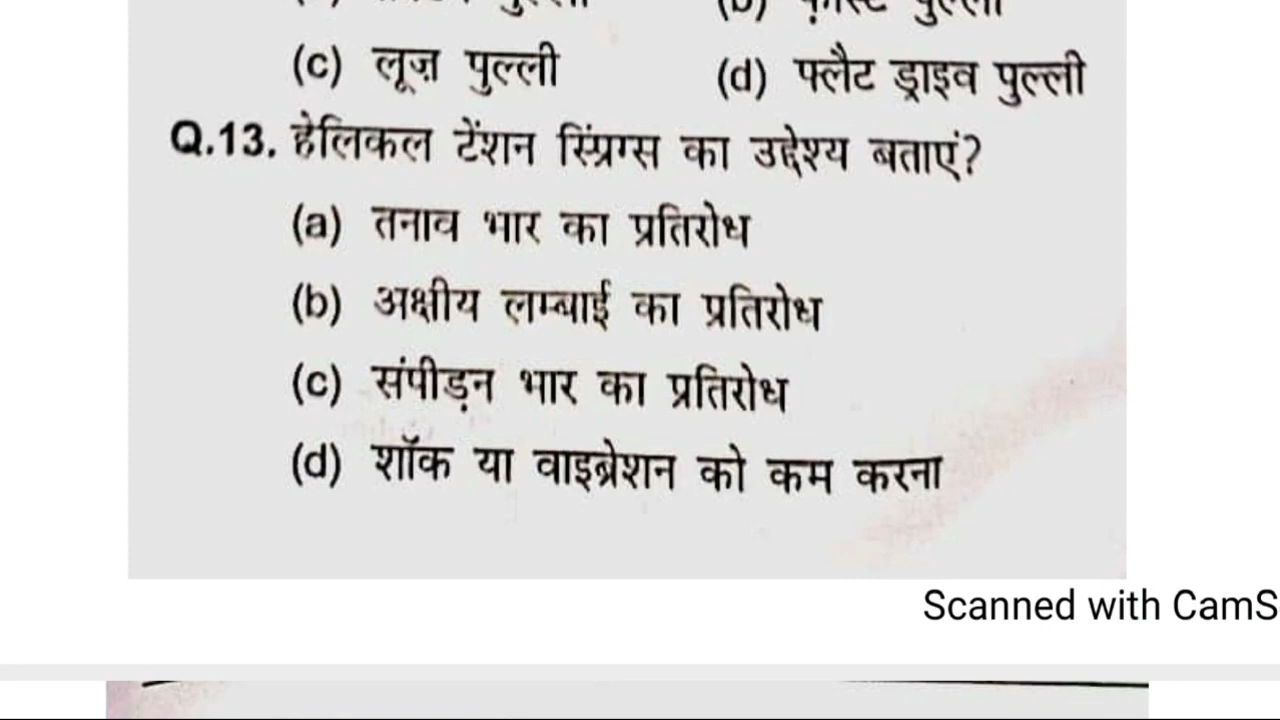 (c) लूज़ पुल्ली (d) फ्लैट ड्राइव पुल्ली
Q.13. हेलिकल टेंशन स्प्रिंग्स का उद्देश्य बताएं?
(a) तनाव भार का प्रतिरोध
(b) अक्षीय लम्बाई का प्रतिरोध
(c) संपीड़न भार का प्रतिरोध
(d) शॉक या वाइब्रेशन को कम करना
Scanned with CamS